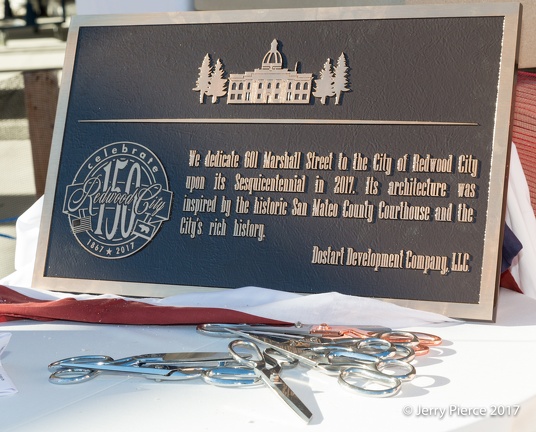 celebrate
150
Redwood City
1867 ★ 2017
We dedicate 601 Marshall Street to the City of Redwood City
upon its Sesquicentennial in 2017. Its architecture was
inspired by the historic San Mateo County Courthouse and the
City's rich history.
Dostart Development Company, LLC
© Jerry Pierce 2017